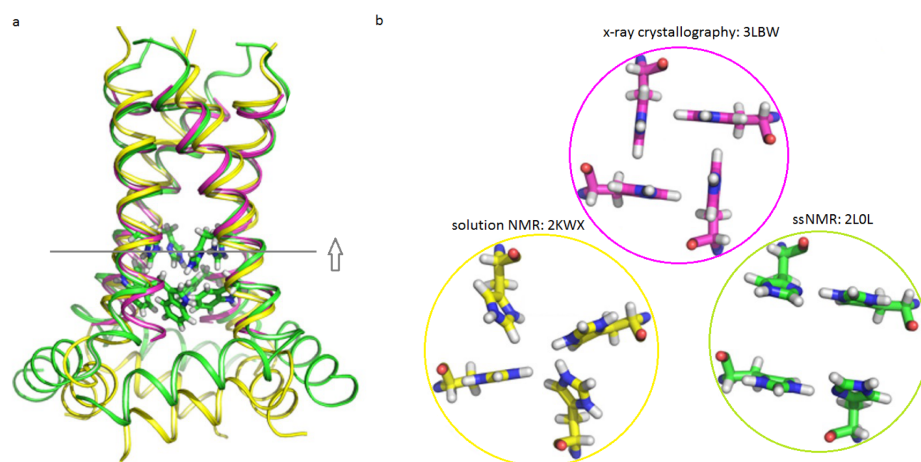 a
b
x-ray crystallography: 3LBW
solution NMR: 2KWX
ssNMR: 2L0L